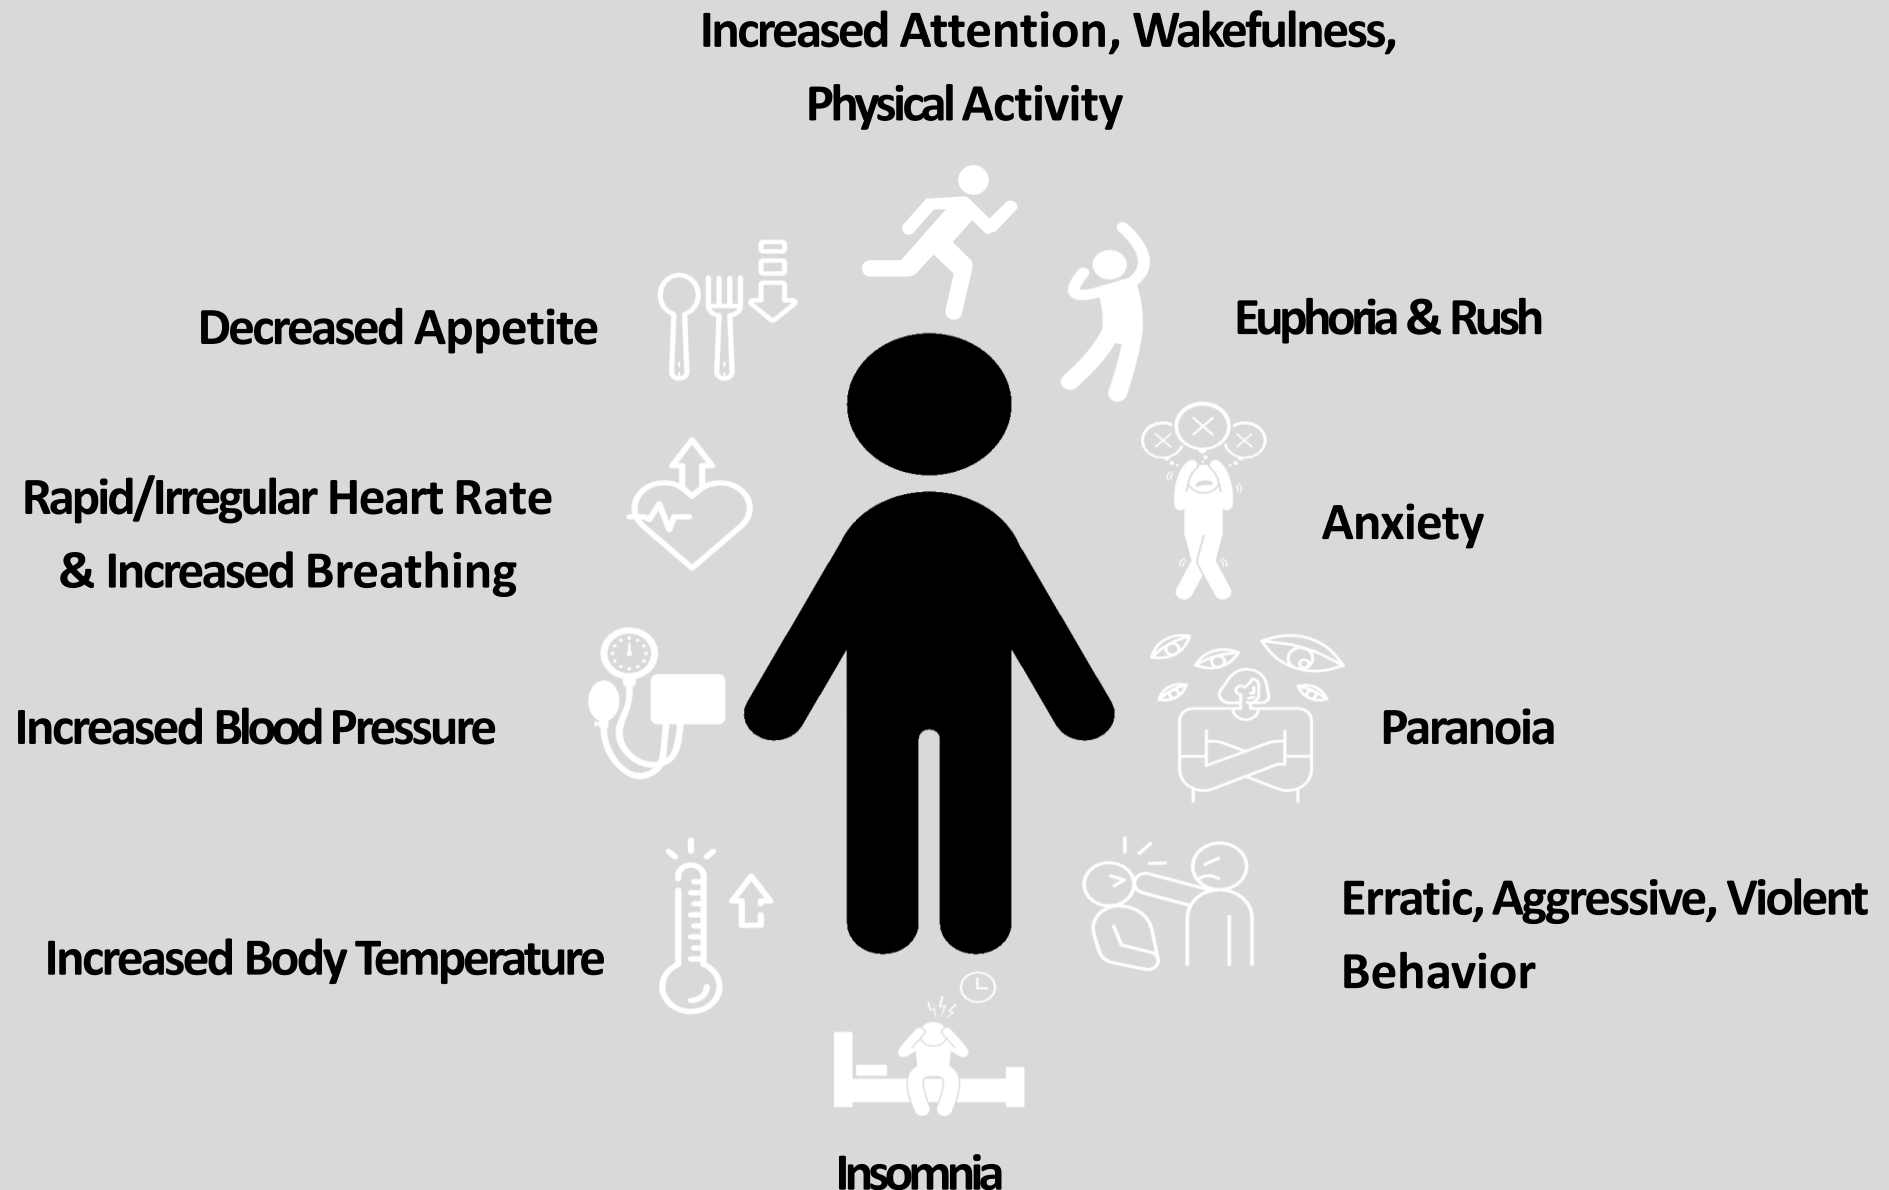 Increased Attention, Wakefulness,
Physical Activity
Decreased Appetite
Euphoria & Rush
Rapid/Irregular Heart Rate
& Increased Breathing
Anxiety
Increased Blood Pressure
Paranoia
Increased Body Temperature
Erratic, Aggressive, Violent
Behavior
Insomnia